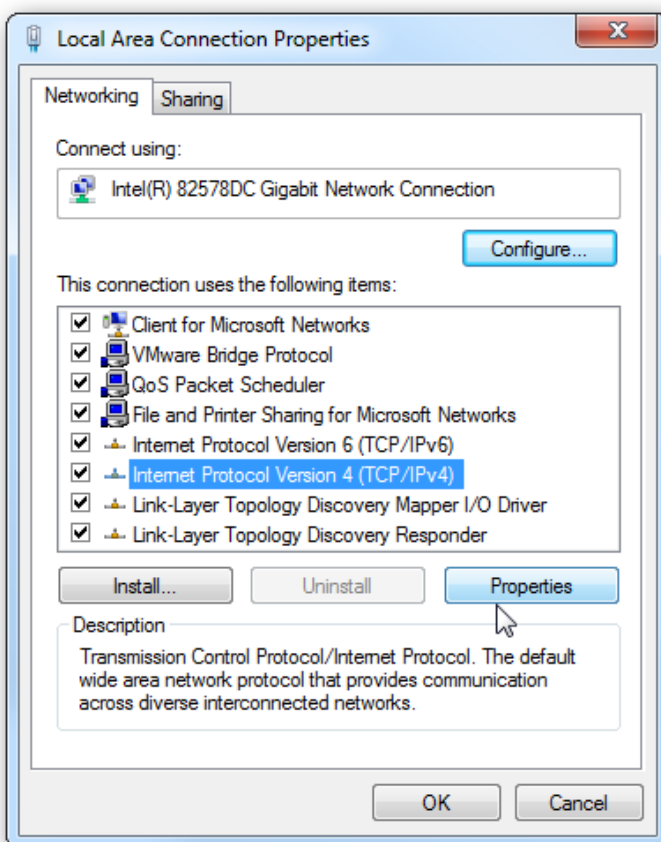 Local Area Connection Properties
Networking
Sharing
Connect using:
Intel(R) 82578DC Gigabit Network Connection
Configure...
This connection uses the following items:
Client for Microsoft Networks
VMware Bridge Protocol
QoS Packet Scheduler
File and Printer Sharing for Microsoft Networks
Internet Protocol Version 6 (TCP/IPv6)
Internet Protocol Version 4 (TCP/IPv4)
Link-Layer Topology Discovery Mapper I/O Driver
Link-Layer Topology Discovery Responder
Install...
Uninstall
Properties
Description
Transmission Control Protocol/Internet Protocol. The default
wide area network protocol that provides communication
across diverse interconnected networks.
OK
Cancel